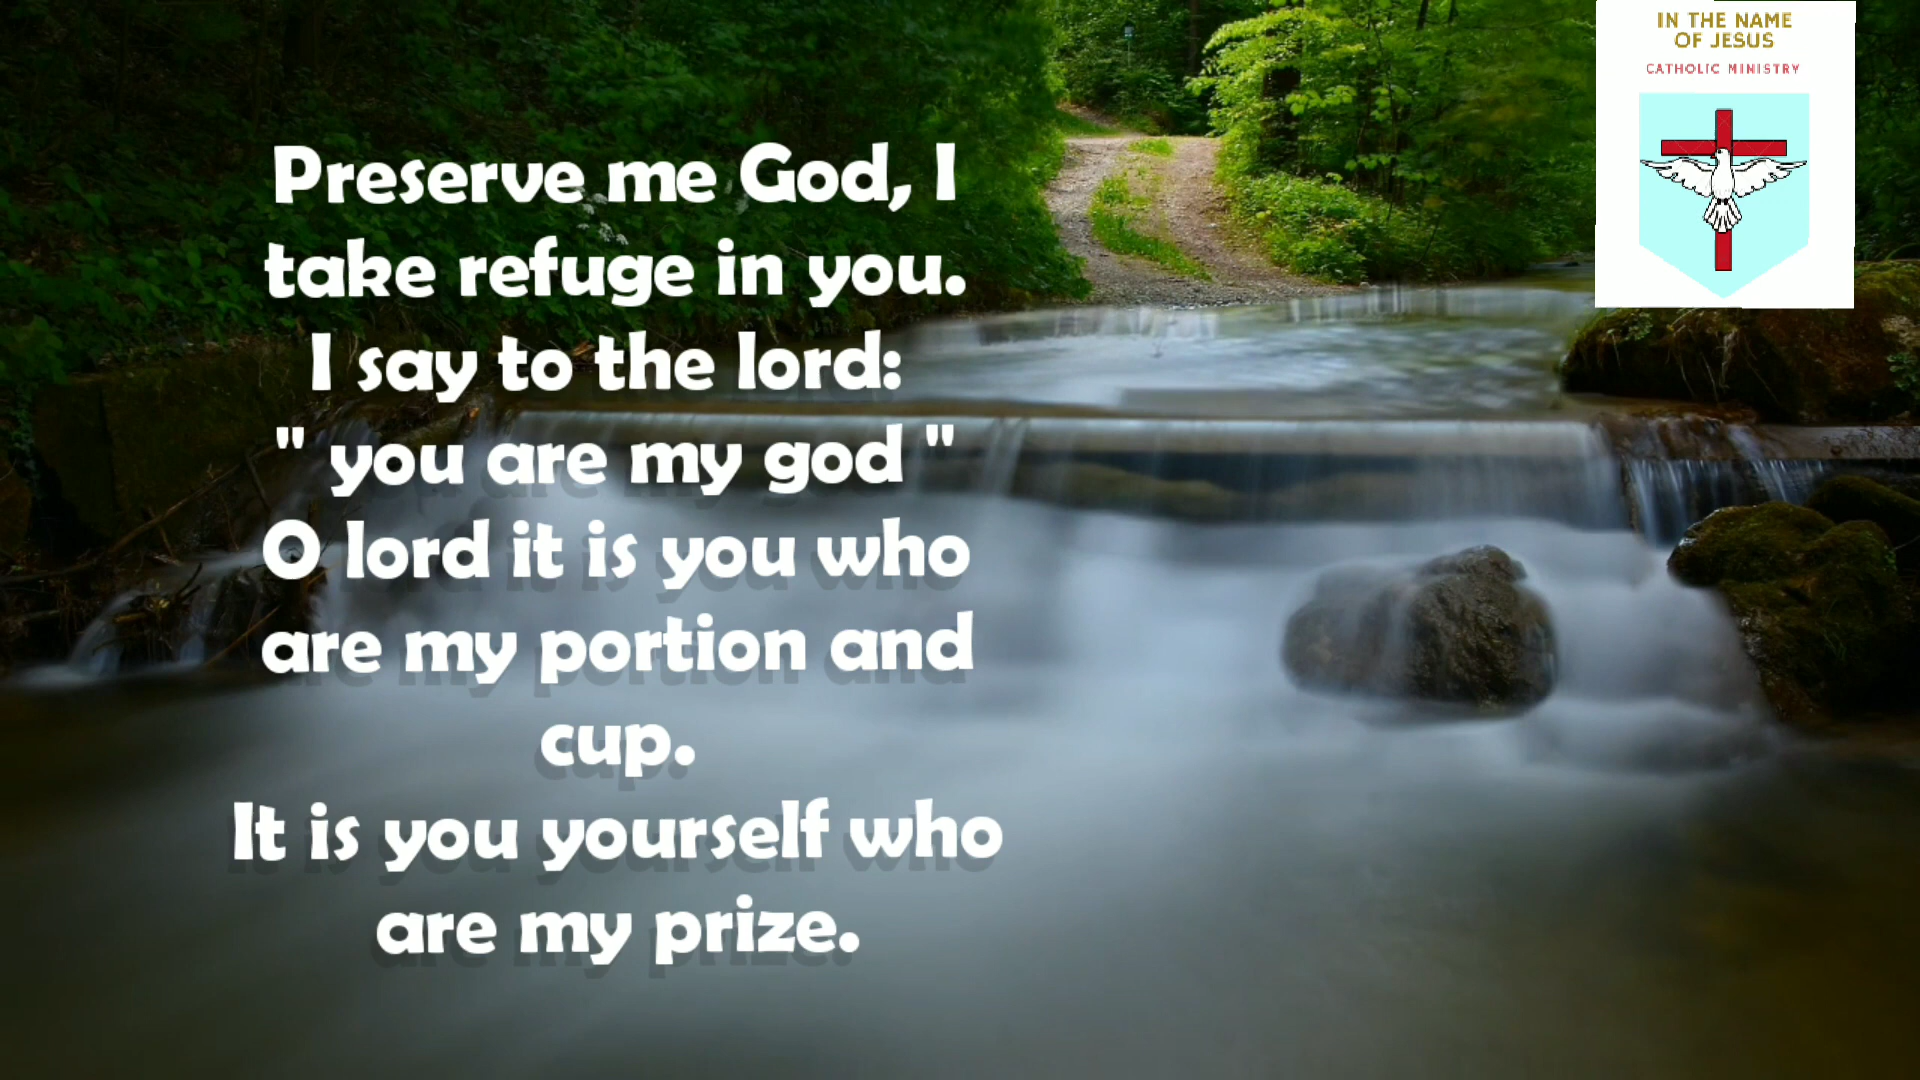 IN THE NAME
OF JESUS
CATHOLIC MINISTRY
Preserve me God, I
take refuge in you.
I say to the lord:
" you are my god "
O lord it is you who
are my portion and
cup.
It is you yourself who
are my prize.